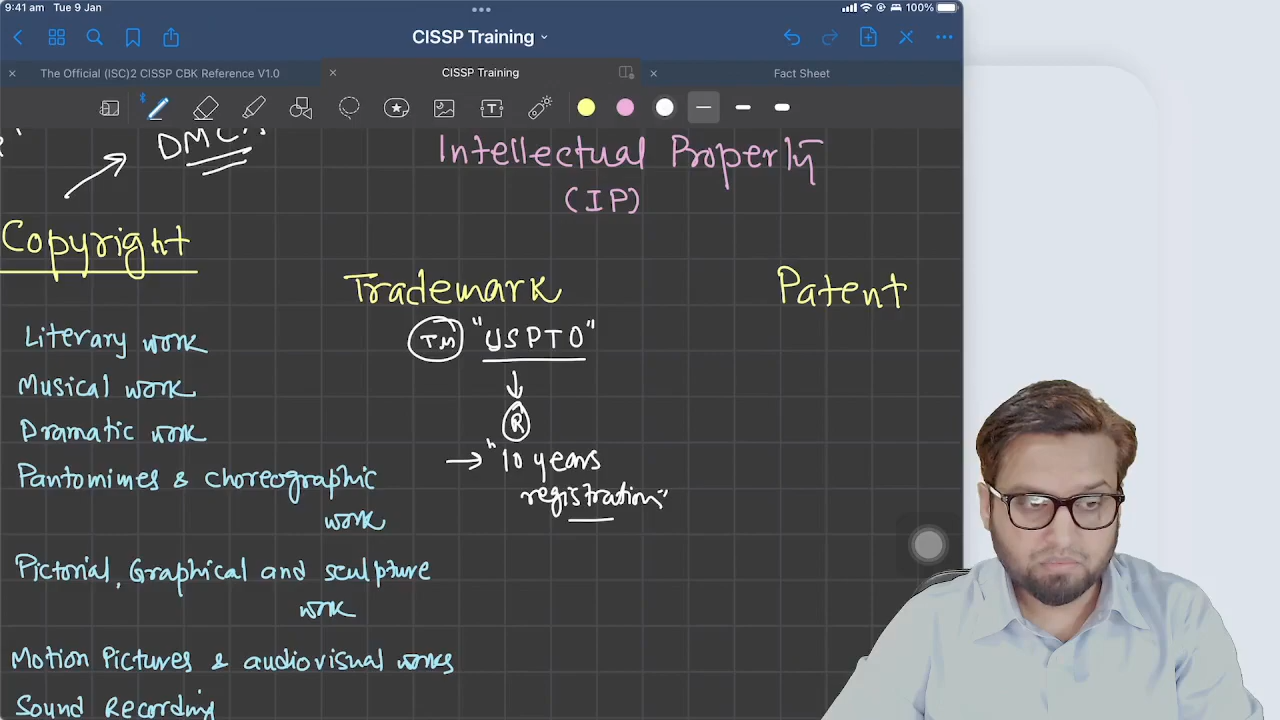 9:41 am Tue 9 Jan
100%
CISSP Training
The Official (ISC)2 CISSP CBK Reference V1.0
CISSP Training
Fact Sheet
DMCA
Intellectual Property
(IP)
Copyright
Trademark
Patent
TM "USPTO"
R
"10 years
registration"
Literary work
Musical work
Dramatic work
Pantomimes & choreographic
work
Pictorial, Graphical and sculpture
work
Motion Pictures & audiovisual works
Sound Recording